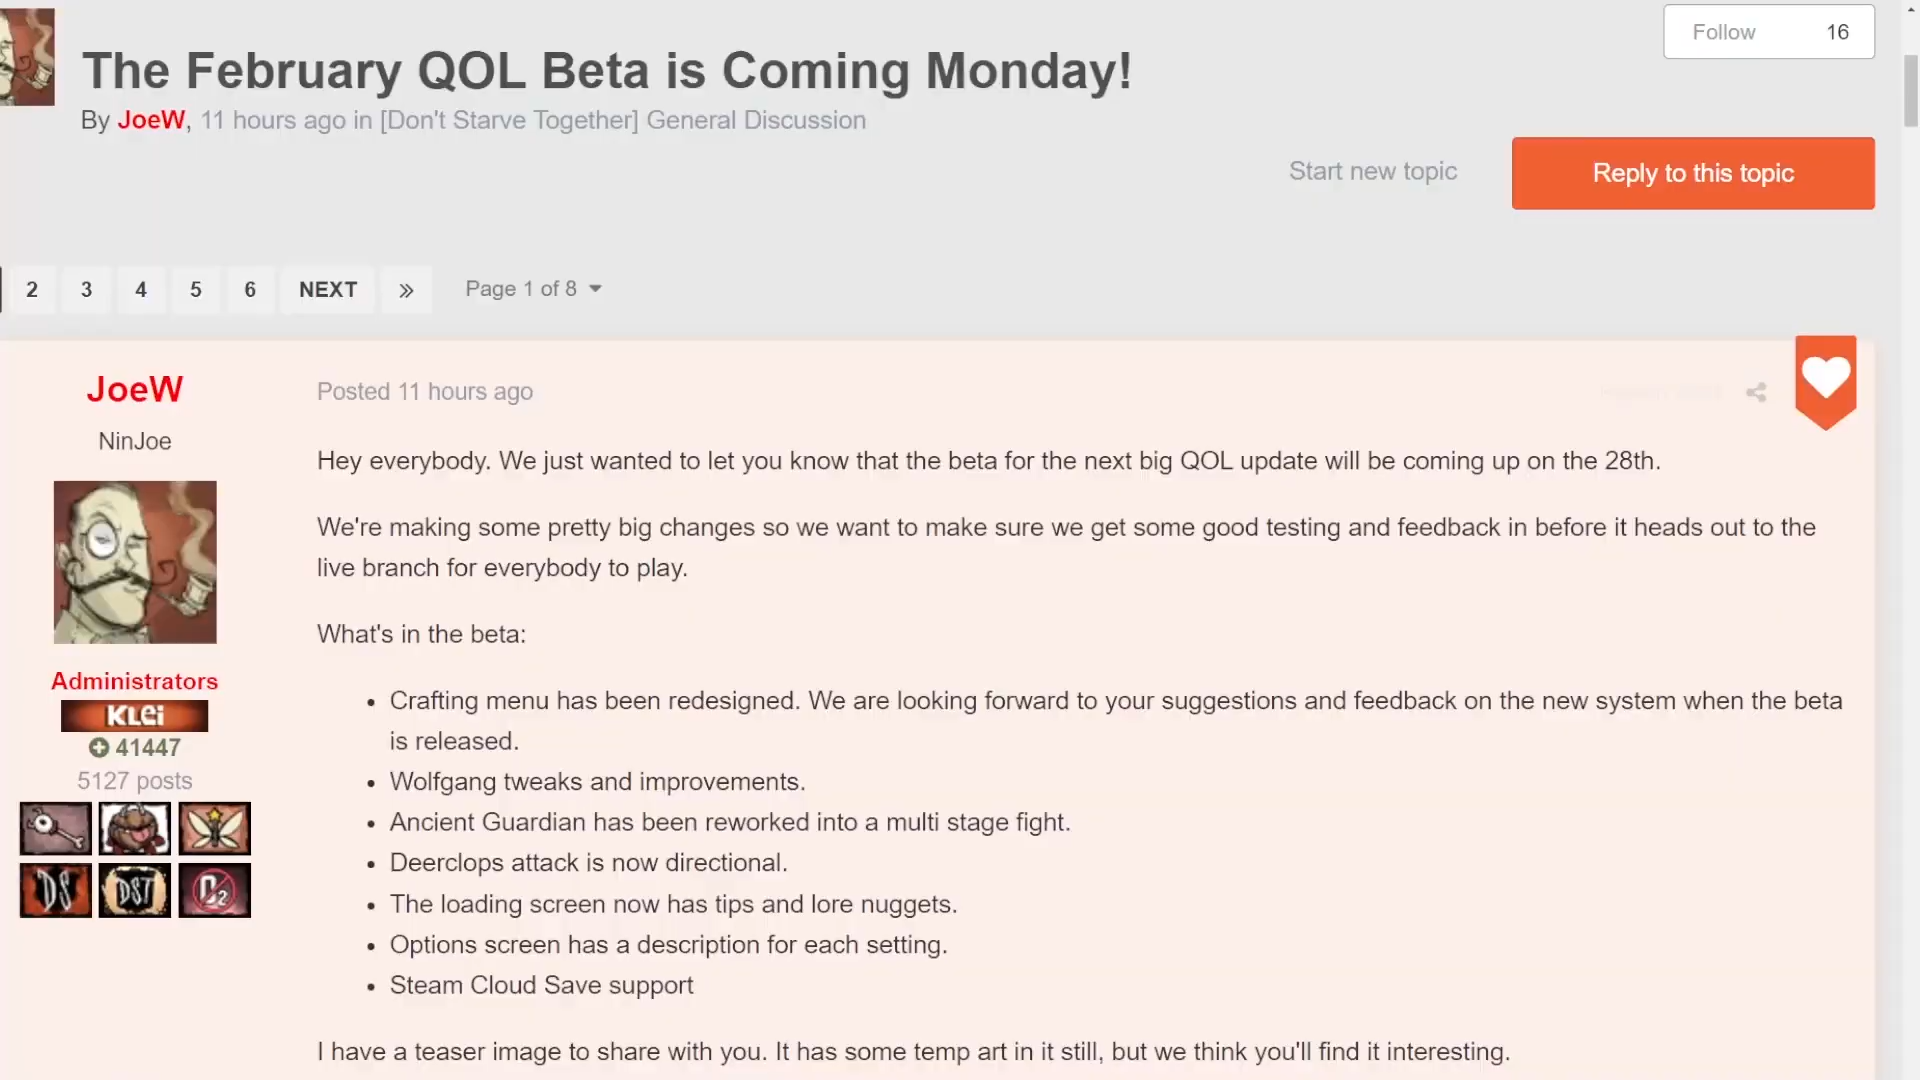 The February QOL Beta is Coming Monday!
By JoeW, 11 hours ago in [Don't Starve Together] General Discussion
Follow 16
Start new topic
Reply to this topic
2 3 4 5 6 NEXT » Page 1 of 8
JoeW
NinJoe
Administrators
KLei
41447
5127 posts
DS DST
Posted 11 hours ago
Hey everybody. We just wanted to let you know that the beta for the next big QOL update will be coming up on the 28th.
We're making some pretty big changes so we want to make sure we get some good testing and feedback in before it heads out to the
live branch for everybody to play.
What's in the beta:
• Crafting menu has been redesigned. We are looking forward to your suggestions and feedback on the new system when the beta
is released.
• Wolfgang tweaks and improvements.
• Ancient Guardian has been reworked into a multi stage fight.
• Deerclops attack is now directional.
• The loading screen now has tips and lore nuggets.
• Options screen has a description for each setting.
• Steam Cloud Save support
I have a teaser image to share with you. It has some temp art in it still, but we think you'll find it interesting.